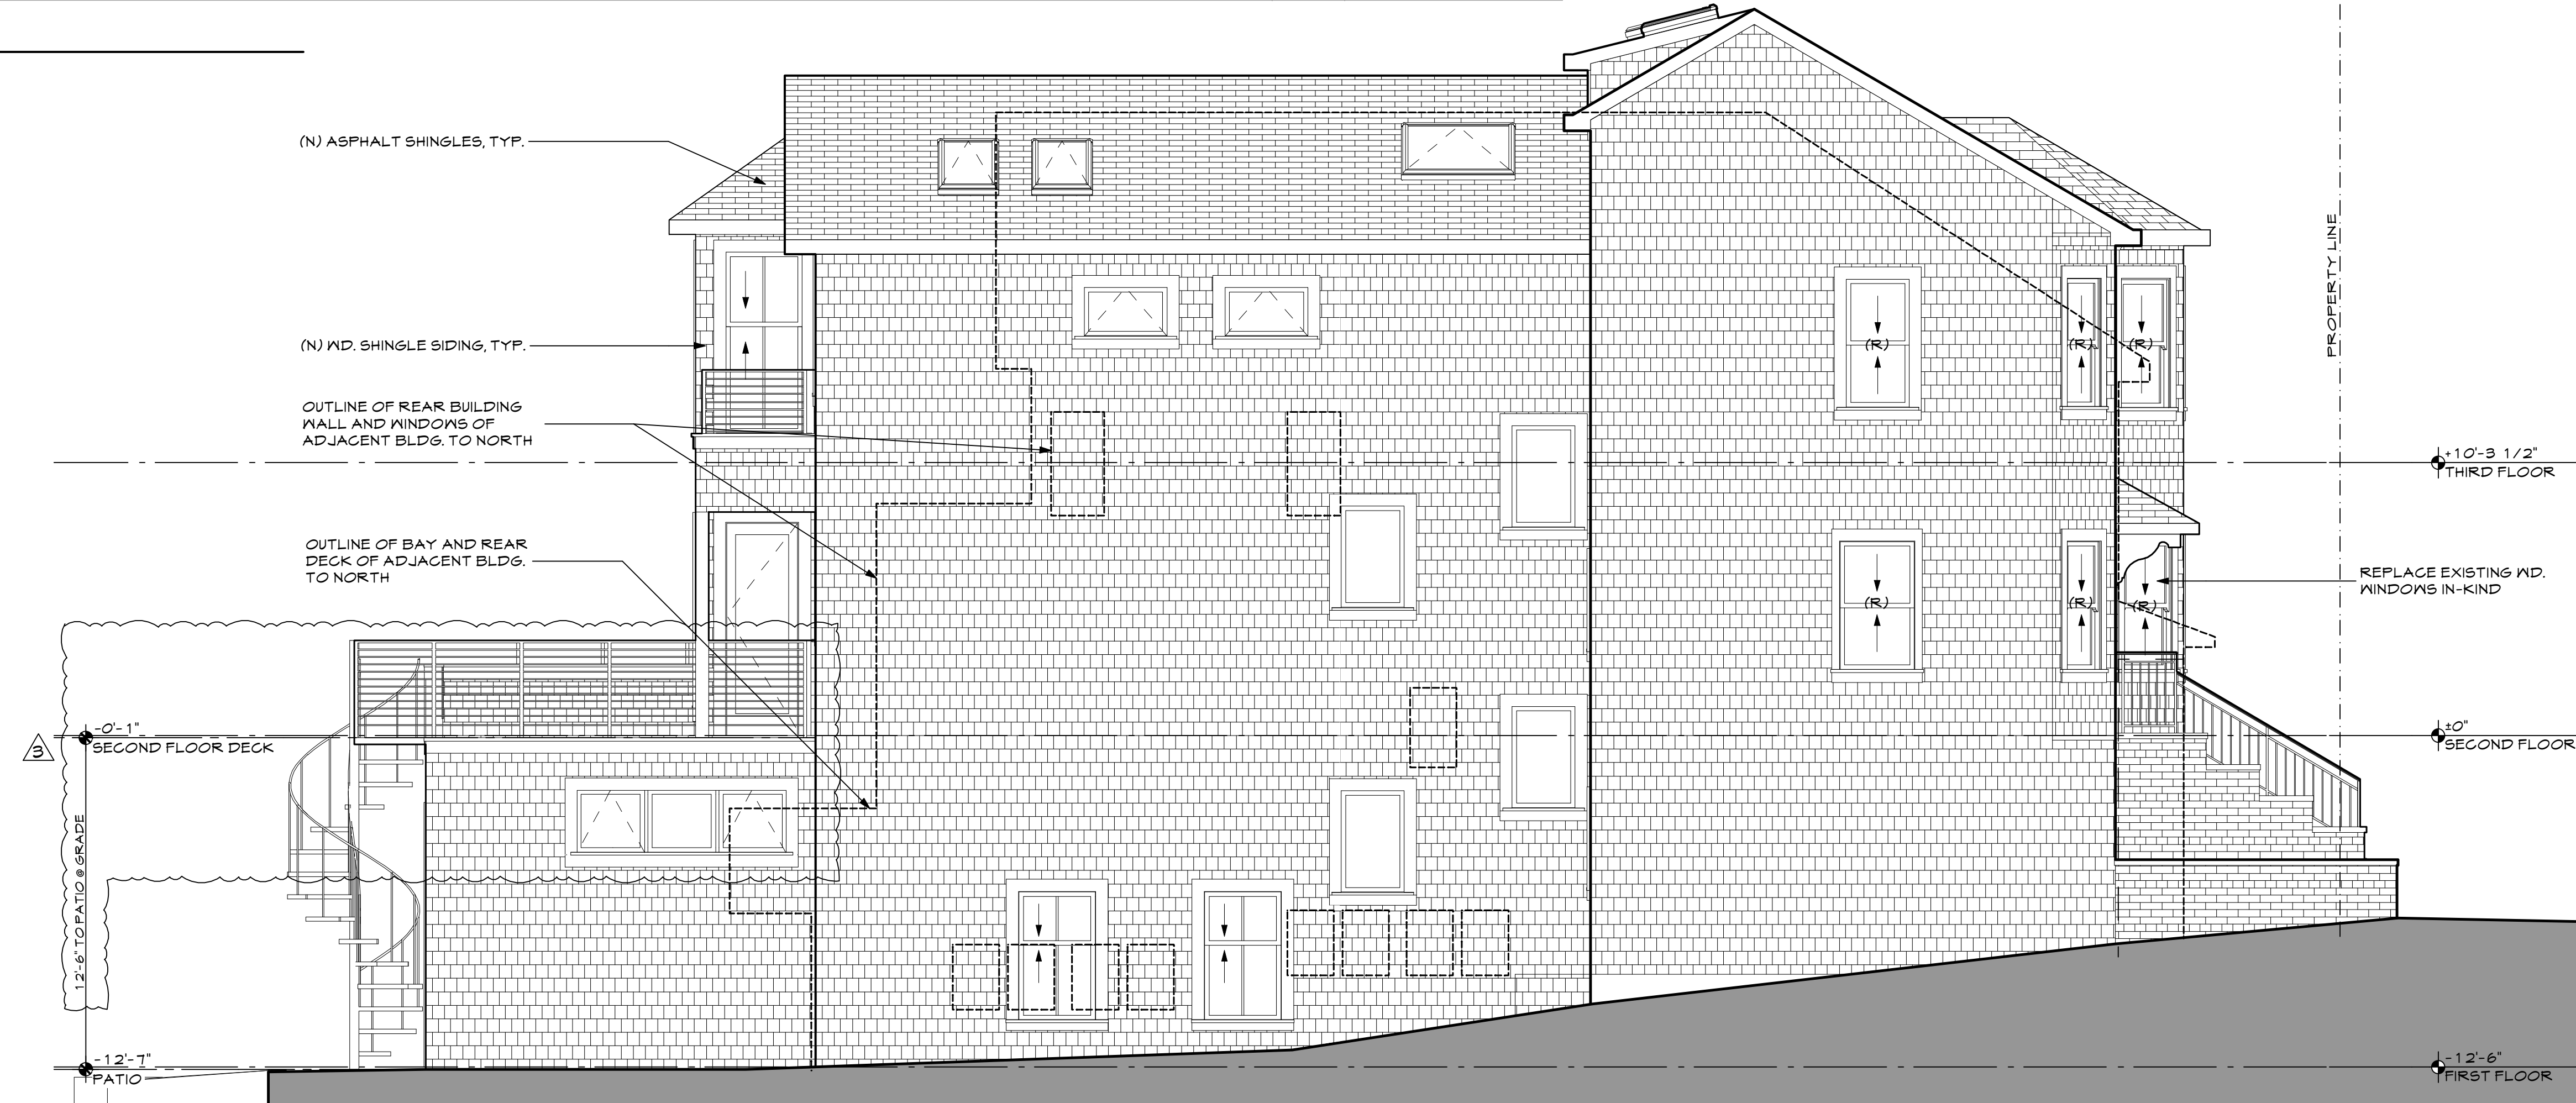 (N) ASPHALT SHINGLES, TYP.
(N) WD. SHINGLE SIDING, TYP.
OUTLINE OF REAR BUILDING
WALL AND WINDOWS OF
ADJACENT BLDG. TO NORTH
OUTLINE OF BAY AND REAR
DECK OF ADJACENT BLDG.
TO NORTH
-0'-1"
SECOND FLOOR DECK
3
12'-6" TO PATIO @ GRADE
-12'-7"
PATIO
(R)
(R)
(R)
(R)
(R)
(R)
PROPERTY LINE
+10'-3 1/2"
THIRD FLOOR
REPLACE EXISTING WD.
WINDOWS IN-KIND
±0"
SECOND FLOOR
-12'-6"
FIRST FLOOR